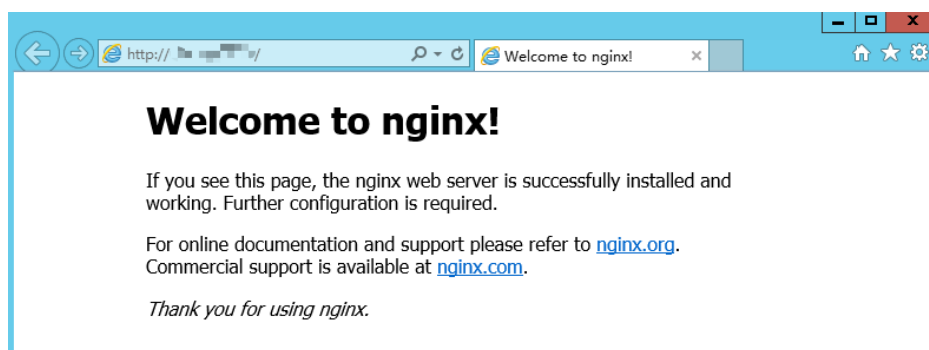 http://
Welcome to nginx!
Welcome to nginx!
If you see this page, the nginx web server is successfully installed and
working. Further configuration is required.
For online documentation and support please refer to nginx.org.
Commercial support is available at nginx.com.
Thank you for using nginx.